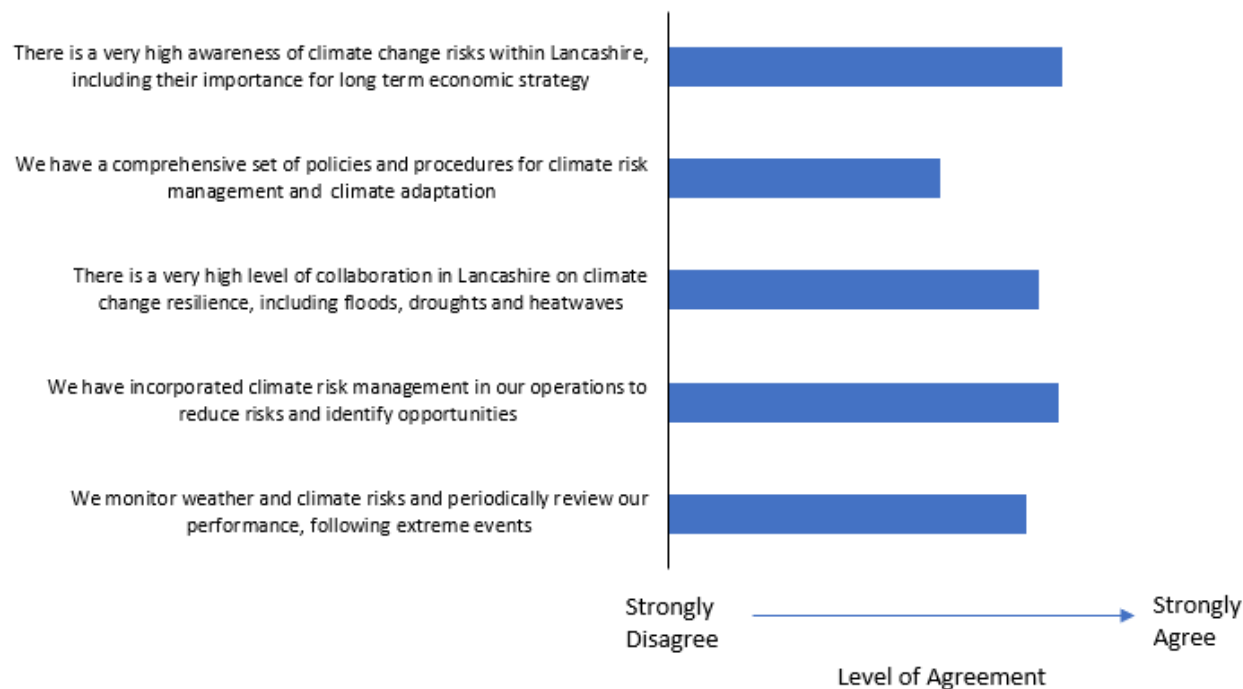 There is a very high awareness of climate change risks within Lancashire,
including their importance for long term economic strategy
We have a comprehensive set of policies and procedures for climate risk
management and climate adaptation
There is a very high level of collaboration in Lancashire on climate
change resilience, including floods, droughts and heatwaves
We have incorporated climate risk management in our operations to
reduce risks and identify opportunities
We monitor weather and climate risks and periodically review our
performance, following extreme events
Strongly
Disagree
Strongly
Agree
Level of Agreement